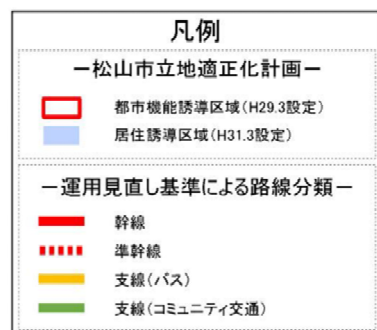 凡例
ー松山市立地適正化計画ー
都市機能誘導区域(H29.3設定)
居住誘導区域(H31.3設定)
ー運用見直し基準による路線分類ー
幹線
準幹線
支線(バス)
支線(コミュニティ交通)